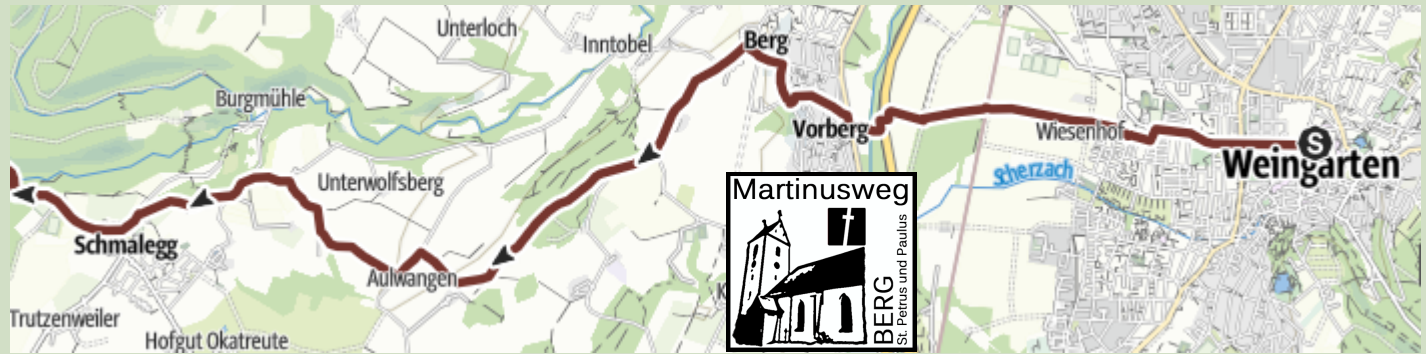 Unterloch
Inntobel
Berg
Burgmühle
Vorberg
Wiesenhof
S
Weingarten
Scherzach
Unterwolfsberg
Martinusweg
BERG
St. Petrus und Paulus
Schmalegg
Aulwangen
K
Trutzenweiler
Hofgut Okatreute